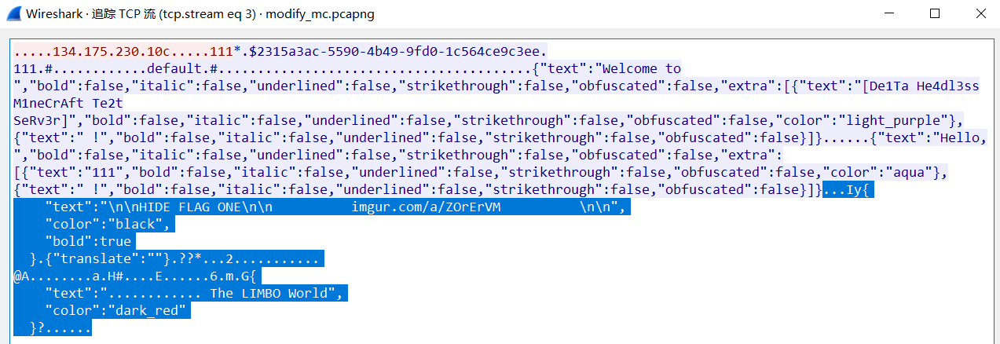 Wireshark · 追踪 TCP 流 (tcp.stream eq 3) · modify_mc.pcapng
.....134.175.230.10c.....111*.$2315a3ac-5590-4b49-9fd0-1c564ce9c3ee.
111.#............default.#.......................................{"text":"Welcome to
","bold":false,"italic":false,"underlined":false,"strikethrough":false,"obfuscated":false,"extra":[{"text":"[De1Ta He4dl3ss
M1neCrAft Te2t
SeRv3r]","bold":false,"italic":false,"underlined":false,"strikethrough":false,"obfuscated":false,"color":"light_purple"},
{"text":" !","bold":false,"italic":false,"underlined":false,"strikethrough":false,"obfuscated":false}]}......{"text":"Hello,
","bold":false,"italic":false,"underlined":false,"strikethrough":false,"obfuscated":false,"extra":
[{"text":"111","bold":false,"italic":false,"underlined":false,"strikethrough":false,"obfuscated":false,"color":"aqua"},
{"text":" !","bold":false,"italic":false,"underlined":false,"strikethrough":false,"obfuscated":false}]}...Iy{
"text":"\n\nHIDE FLAG ONE\n\n          imgur.com/a/ZOrErVM          \n\n",
"color":"black",
"bold":true
}.{"translate":""}.??*...2...........
@A........a.H#....E......6.m.G{
"text":"............ The LIMBO World",
"color":"dark_red"
}?......